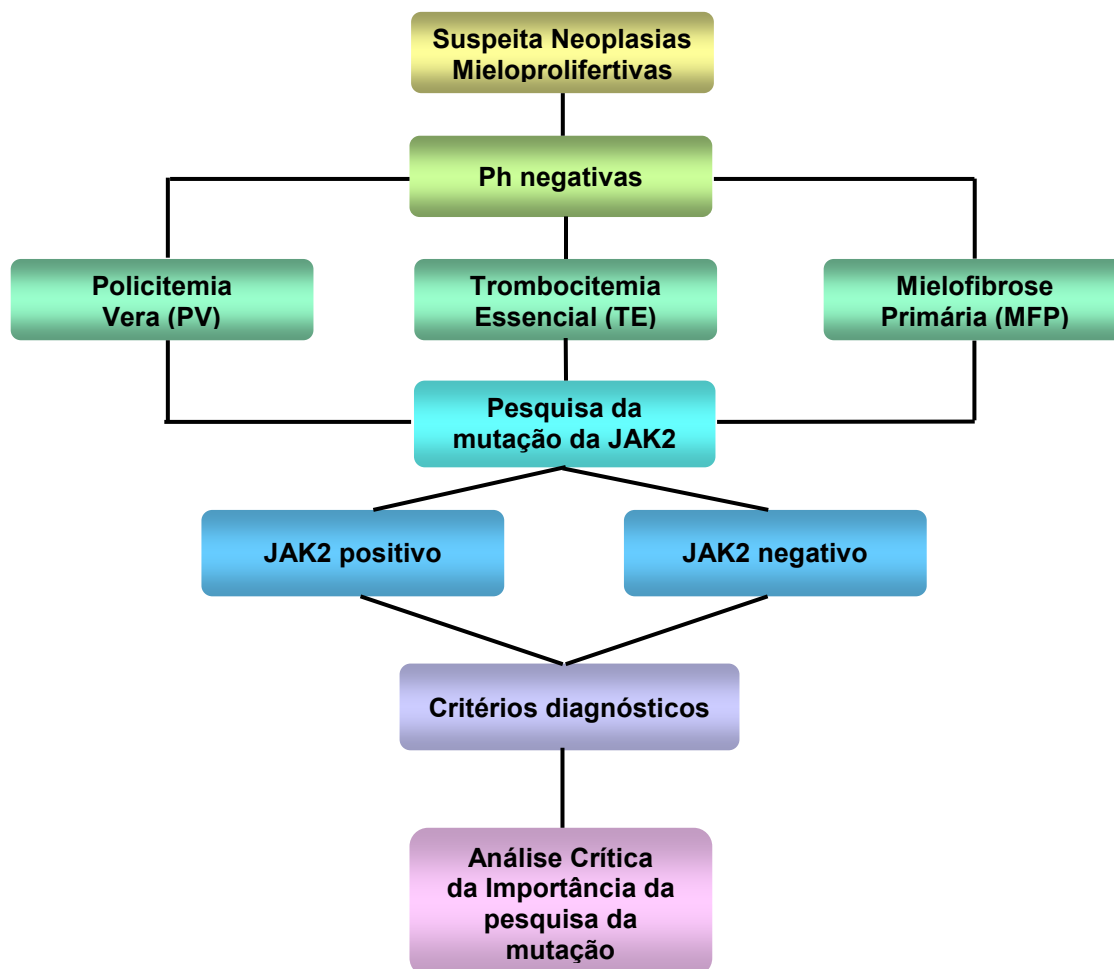 Suspeita Neoplasias
Mieloprolifertivas
Ph negativas
Policitemia
Vera (PV)
Trombocitemia
Essencial (TE)
Mielofibrose
Primária (MFP)
Pesquisa da
mutação da JAK2
JAK2 positivo
JAK2 negativo
Critérios diagnósticos
Análise Crítica
da Importância da
pesquisa da
mutação